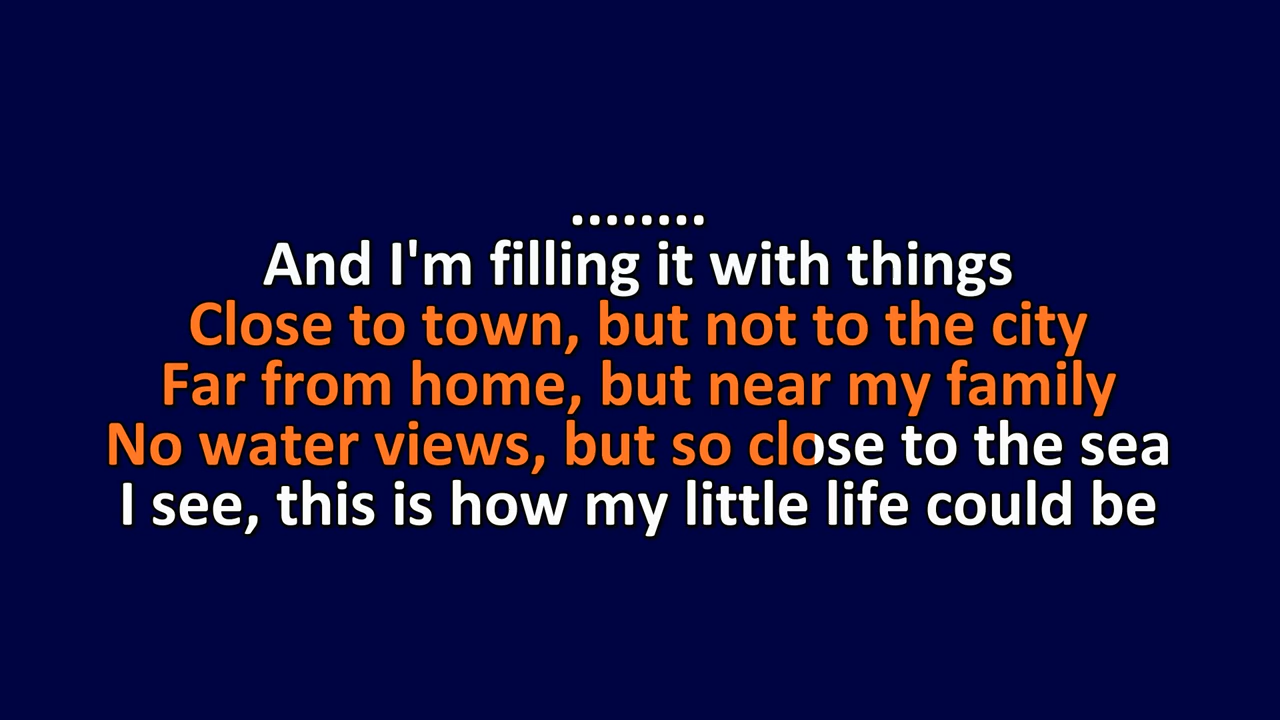 ........
And I'm filling it with things
Close to town, but not to the city
Far from home, but near my family
No water views, but so close to the sea
I see, this is how my little life could be